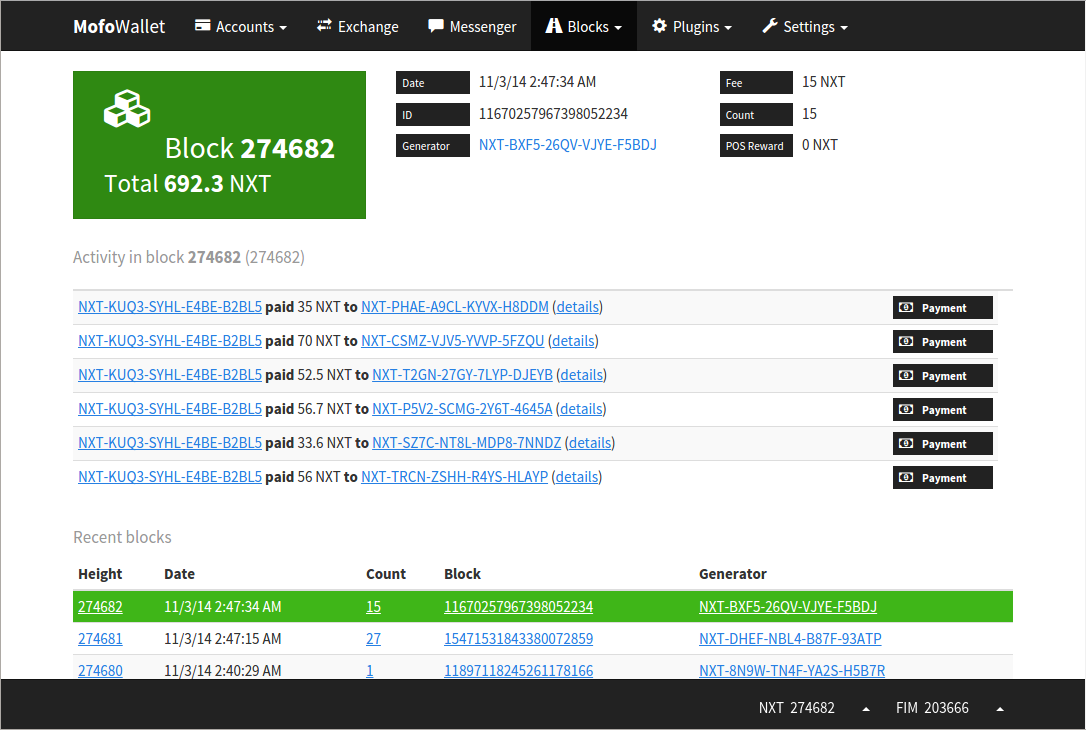 MofoWallet Accounts Exchange Messenger Blocks Plugins Settings
Block 274682
Total 692.3 NXT
Date 11/3/14 2:47:34 AM
ID 11670257967398052234
Generator NXT-BXF5-26QV-VJYE-F5BDJ
Fee 15 NXT
Count 15
POS Reward 0 NXT
Activity in block 274682 (274682)
NXT-KUQ3-SYHL-E4BE-B2BL5 paid 35 NXT to NXT-PHAE-A9CL-KYVX-H8DDM (details) Payment
NXT-KUQ3-SYHL-E4BE-B2BL5 paid 70 NXT to NXT-CSMZ-VJV5-YVVP-5FZQU (details) Payment
NXT-KUQ3-SYHL-E4BE-B2BL5 paid 52.5 NXT to NXT-T2GN-27GY-7LYP-DJEYB (details) Payment
NXT-KUQ3-SYHL-E4BE-B2BL5 paid 56.7 NXT to NXT-P5V2-SCMG-2Y6T-4645A (details) Payment
NXT-KUQ3-SYHL-E4BE-B2BL5 paid 33.6 NXT to NXT-SZ7C-NT8L-MDP8-7NNDZ (details) Payment
NXT-KUQ3-SYHL-E4BE-B2BL5 paid 56 NXT to NXT-TRCN-ZSHH-R4YS-HLAYP (details) Payment
Recent blocks
Height Date Count Block Generator
274682 11/3/14 2:47:34 AM 15 11670257967398052234 NXT-BXF5-26QV-VJYE-F5BDJ
274681 11/3/14 2:47:15 AM 27 15471531843380072859 NXT-DHEF-NBL4-B87F-93ATP
274680 11/3/14 2:40:29 AM 1 11897118245261178166 NXT-8N9W-TN4F-YA2S-H5B7R
NXT 274682 FIM 203666